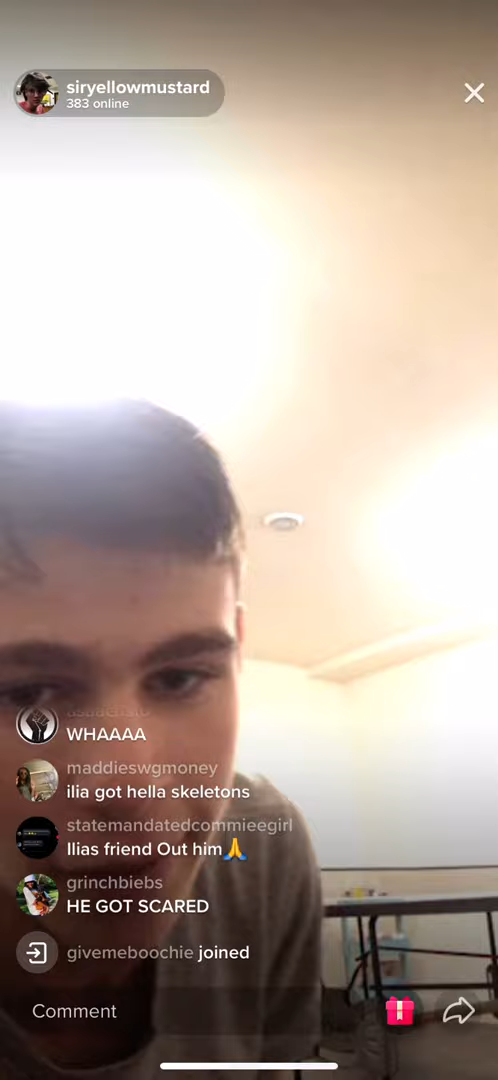 siryellowmustard
383 online
WHAAAA
maddieswgmoney
ilia got hella skeletons
statemandatedcommieegirl
Ilias friend Out him🙏
grinchbiebs
HE GOT SCARED
givemeboochie joined
Comment